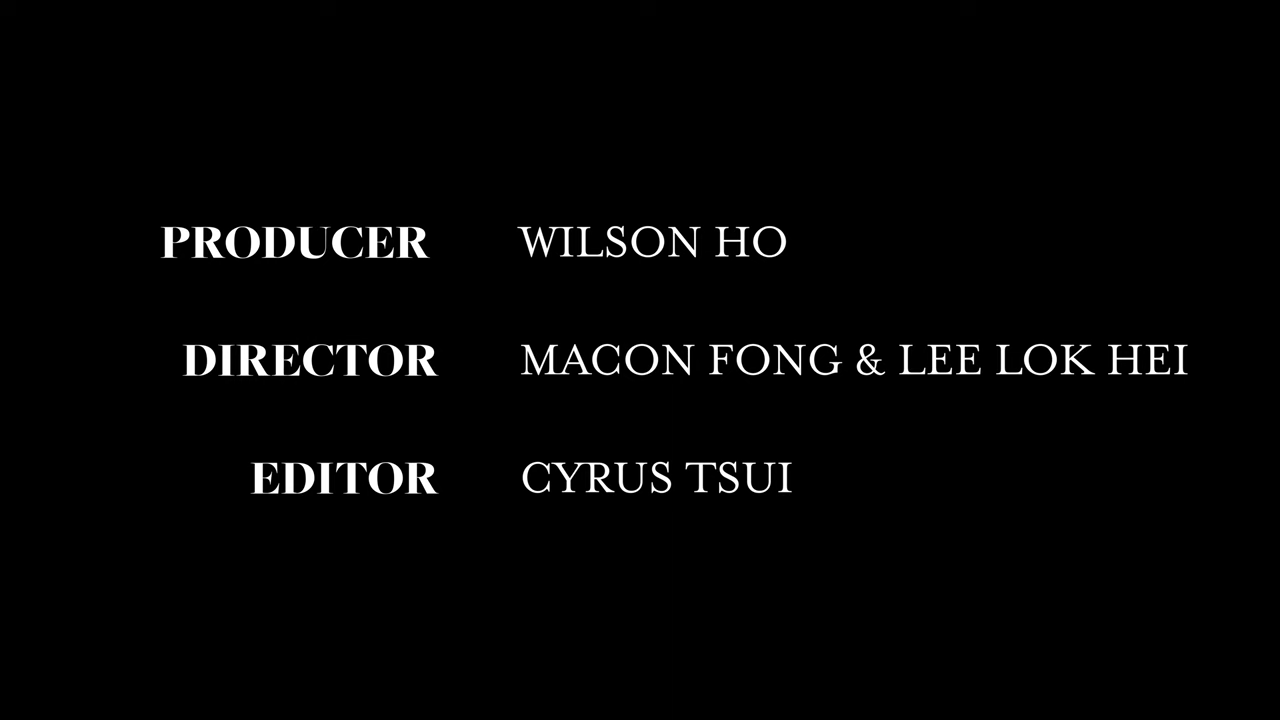 PRODUCER WILSON HO
DIRECTOR MACON FONG & LEE LOK HEI
EDITOR CYRUS TSUI